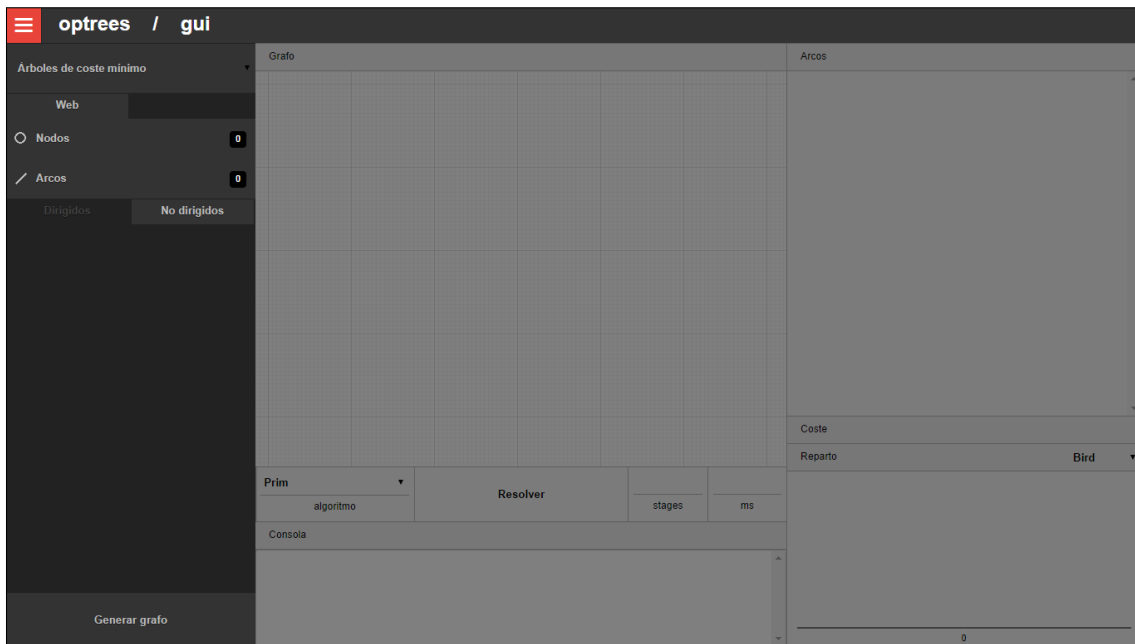 optrees / gui
Árboles de coste mínimo
Web
Nodos 0
Arcos 0
Dirigidos No dirigidos
Generar grafo
Grafo
Prim
algoritmo
Resolver
stages
ms
Consola
Arcos
Coste
Reparto Bird
0